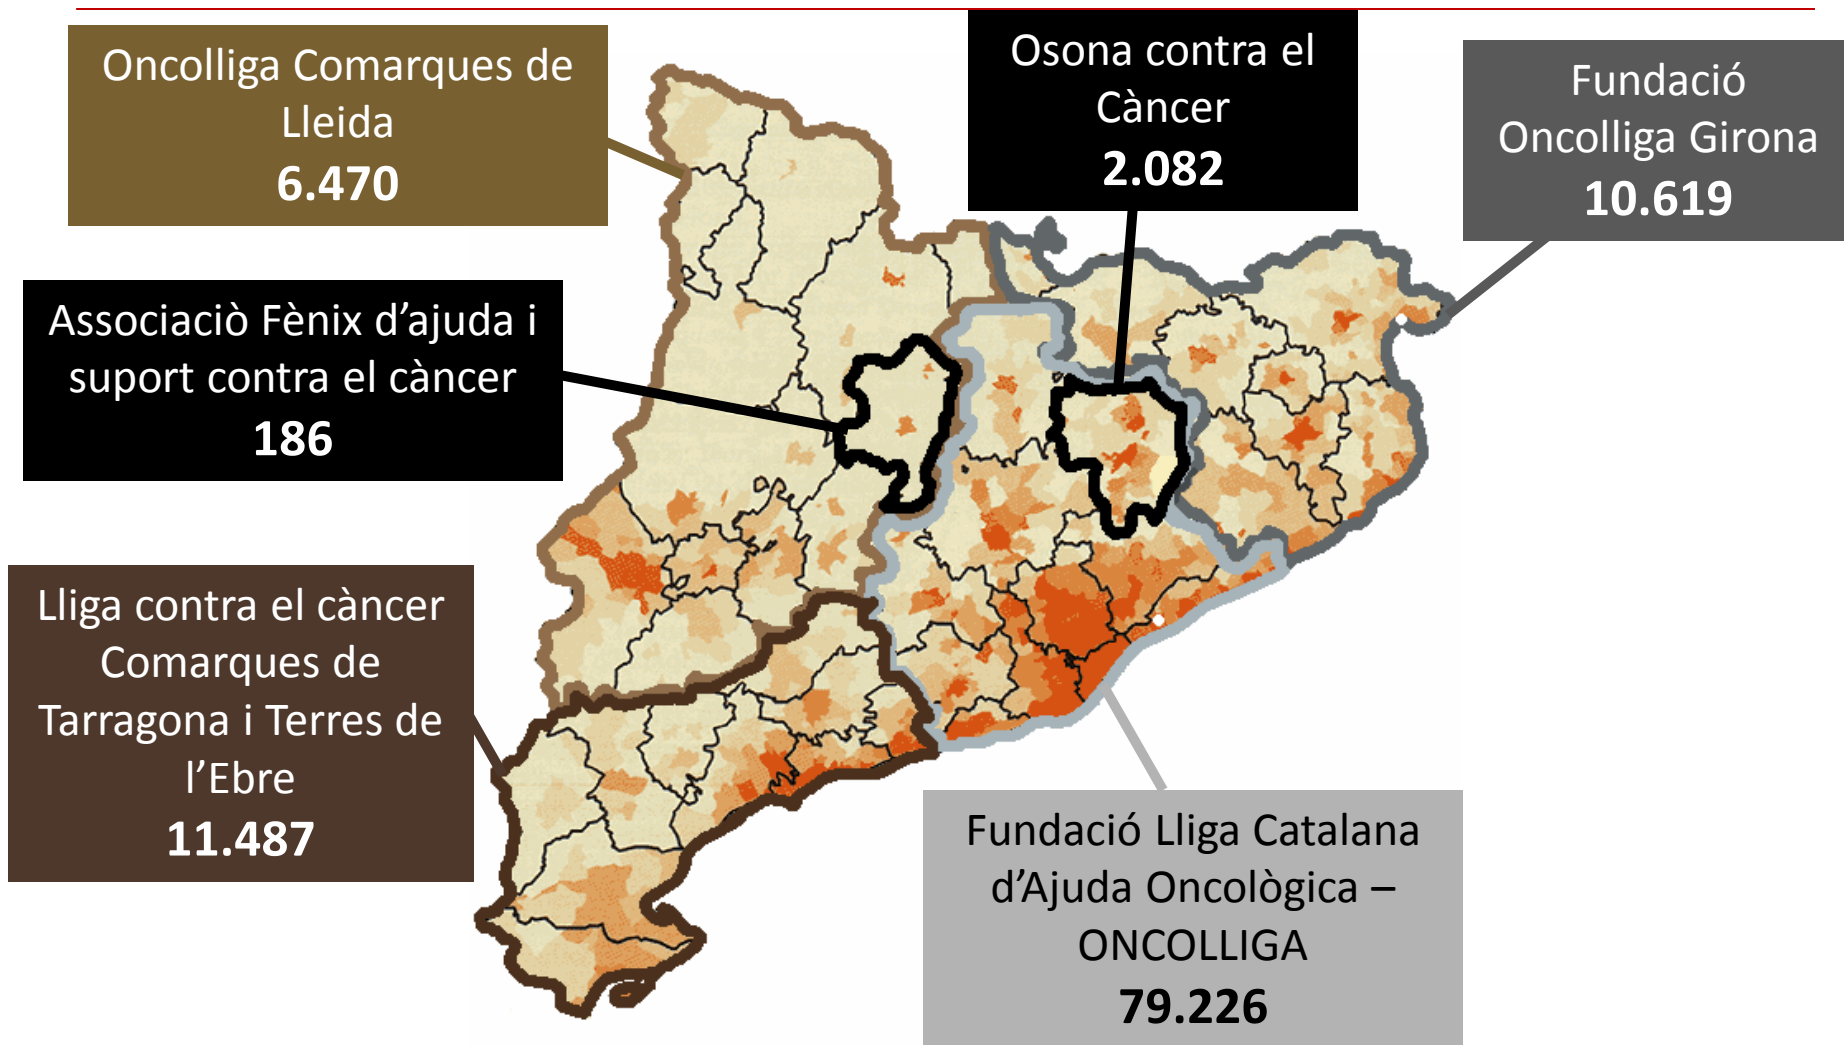 Oncolliga Comarques de
Lleida
6.470
Osona contra el
Càncer
2.082
Fundació
Oncolliga Girona
10.619
Associaciò Fènix d’ajuda i
suport contra el càncer
186
Lliga contra el càncer
Comarques de
Tarragona i Terres de
l’Ebre
11.487
Fundació Lliga Catalana
d’Ajuda Oncològica –
ONCOLLIGA
79.226